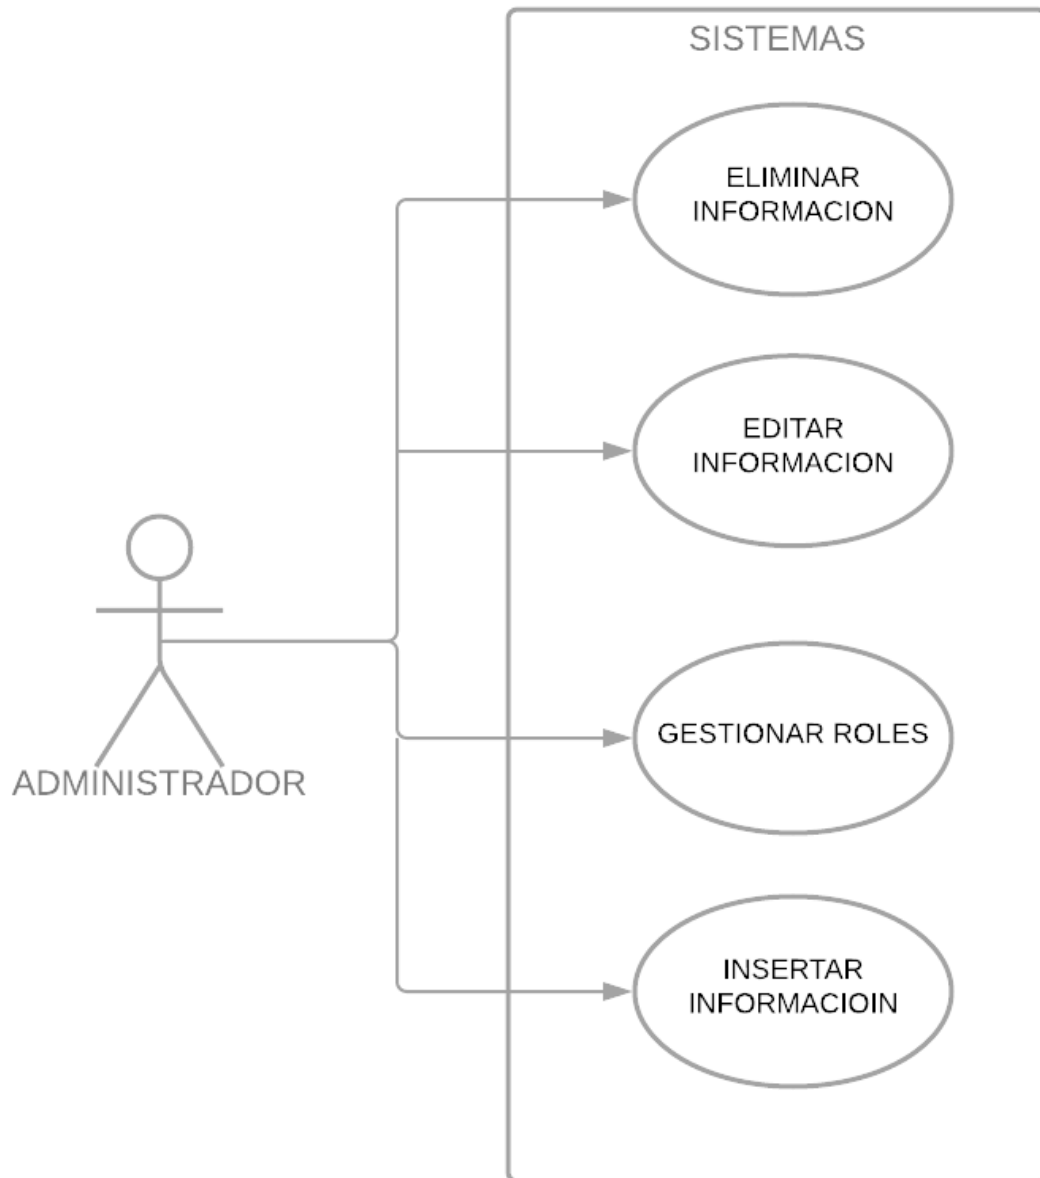 SISTEMAS
ELIMINAR
INFORMACION
EDITAR
INFORMACION
GESTIONAR ROLES
ADMINISTRADOR
INSERTAR
INFORMACIOIN